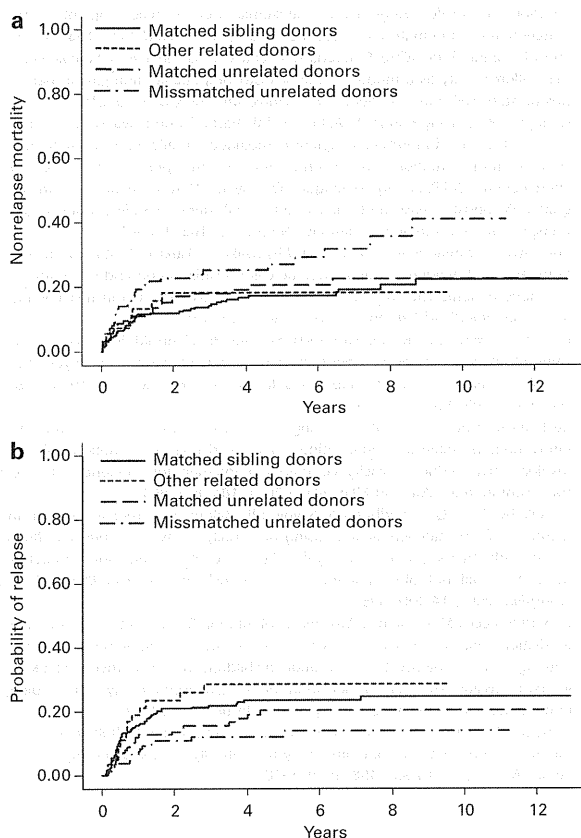 a
1.00
Matched sibling donors
Other related donors
Matched unrelated donors
Missmatched unrelated donors
0.80
0.60
0.40
0.20
0.00
Nonrelapse mortality
0 2 4 6 8 10 12
Years
b
1.00
Matched sibling donors
Other related donors
Matched unrelated donors
Missmatched unrelated donors
0.80
0.60
0.40
0.20
0.00
Probability of relapse
0 2 4 6 8 10 12
Years